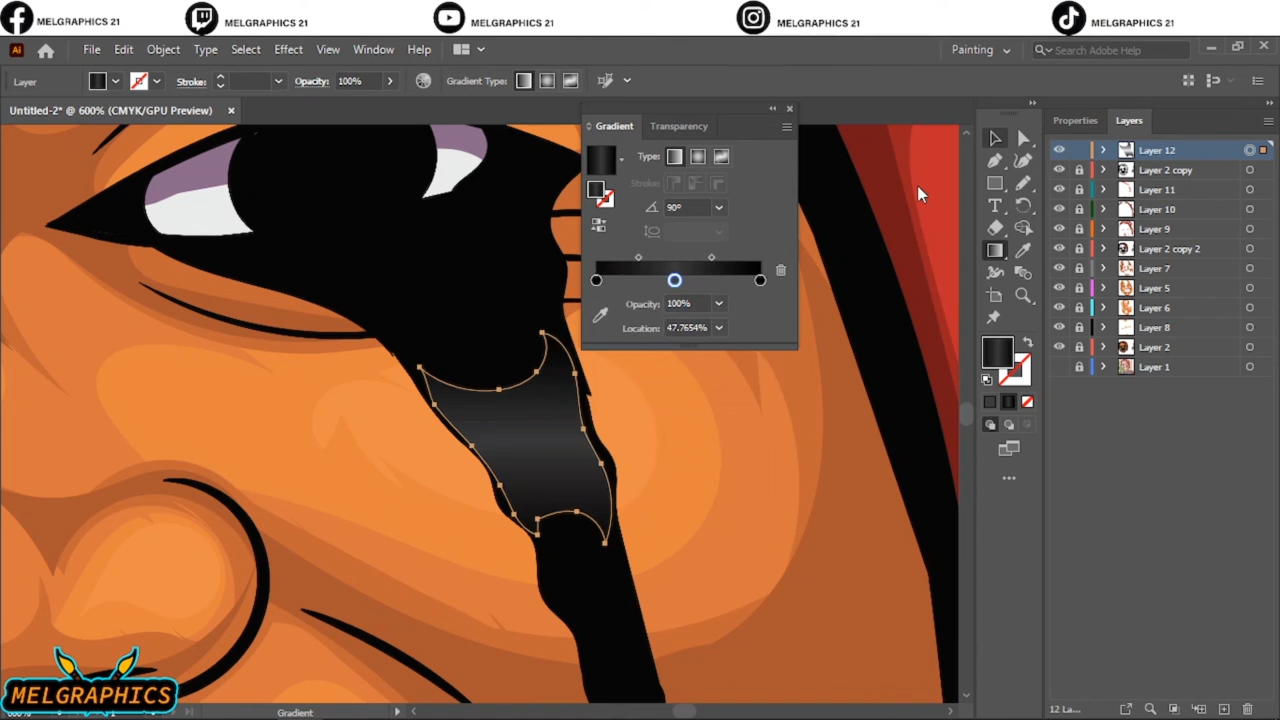 MELGRAPHICS 21 MELGRAPHICS 21 MELGRAPHICS 21 MELGRAPHICS 21 MELGRAPHICS 21
Ai File Edit Object Type Select Effect View Window Help Painting Search Adobe Help
Layer Stroke: Opacity: 100% Gradient Type:
Untitled-2* @ 600% (CMYK/GPU Preview)
Gradient Transparency
Type:
Stroke:
90°
Opacity: 100%
Location: 47.7654%
Properties Layers
Layer 12
Layer 2 copy
Layer 11
Layer 10
Layer 9
Layer 2 copy 2
Layer 7
Layer 5
Layer 6
Layer 8
Layer 2
Layer 1
MELGRAPHICS
Gradient
12 La...